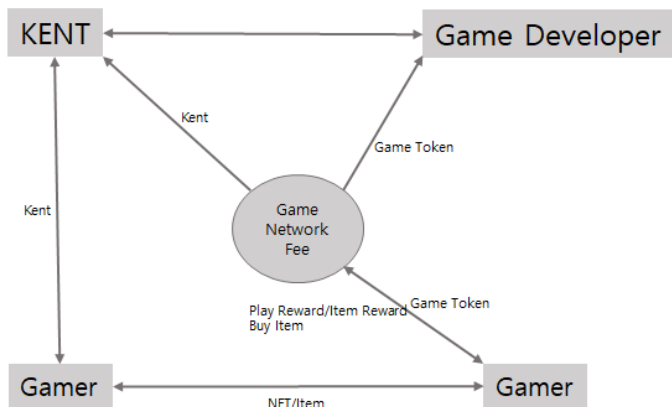 KENT
Game Developer
Kent
Game Token
Kent
Game
Network
Fee
Play Reward/Item Reward
Buy Item
Game Token
Gamer
Gamer
NFT/Item